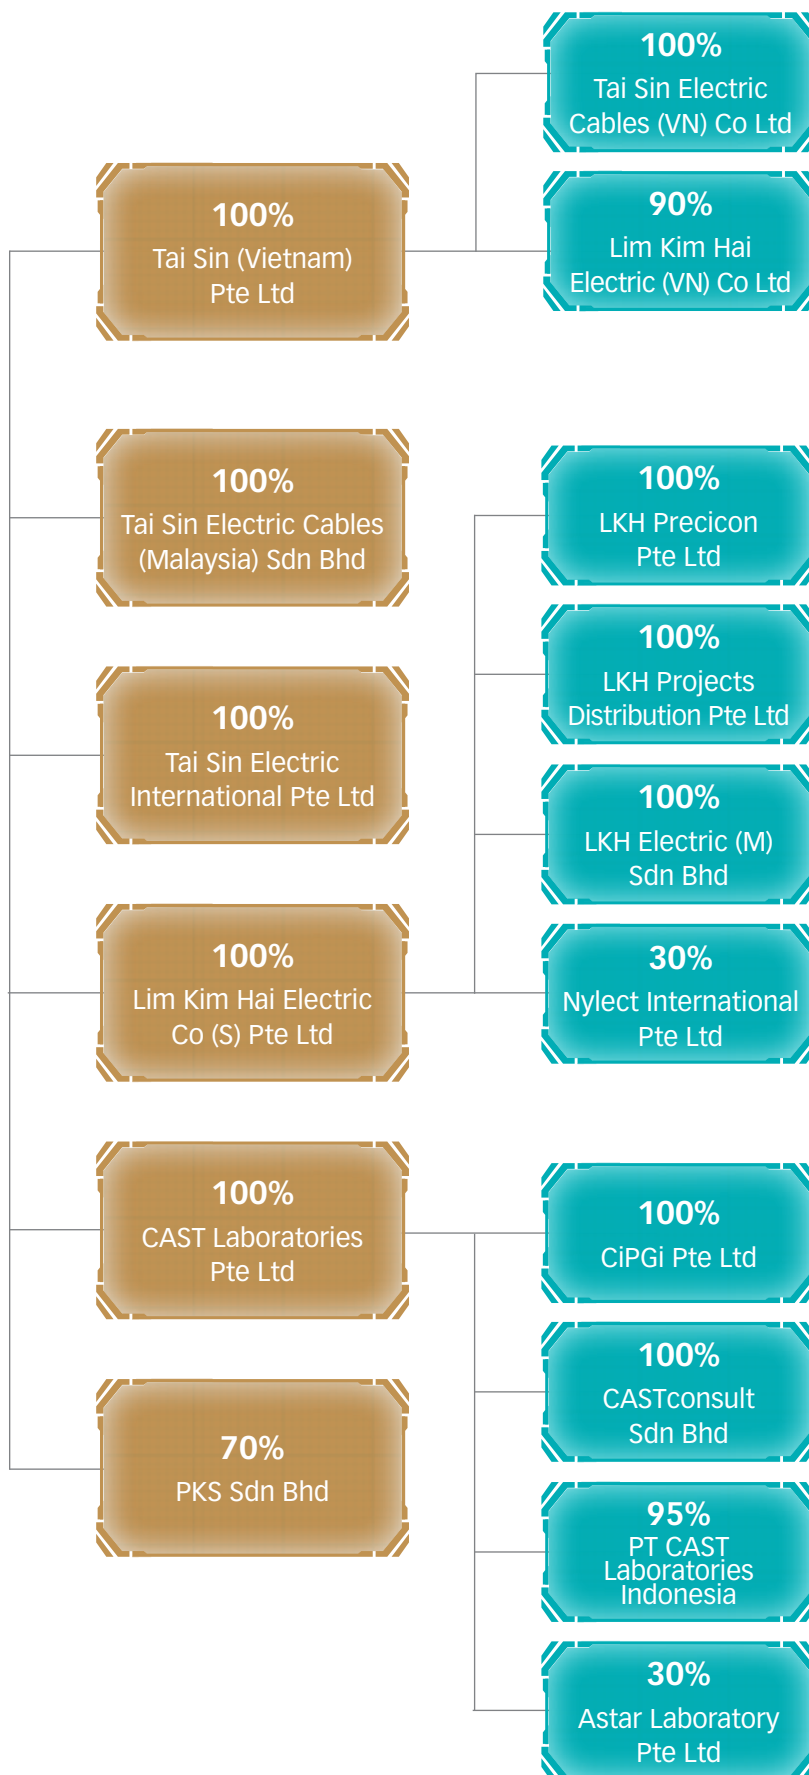 100%
Tai Sin (Vietnam)
Pte Ltd
100%
Tai Sin Electric
Cables (VN) Co Ltd
90%
Lim Kim Hai
Electric (VN) Co Ltd
100%
Tai Sin Electric Cables
(Malaysia) Sdn Bhd
100%
Tai Sin Electric
International Pte Ltd
100%
Lim Kim Hai Electric
Co (S) Pte Ltd
100%
LKH Precicon
Pte Ltd
100%
LKH Projects
Distribution Pte Ltd
100%
LKH Electric (M)
Sdn Bhd
30%
Nylect International
Pte Ltd
100%
CAST Laboratories
Pte Ltd
100%
CiPGi Pte Ltd
100%
CASTconsult
Sdn Bhd
95%
PT CAST
Laboratories
Indonesia
30%
Astar Laboratory
Pte Ltd
70%
PKS Sdn Bhd